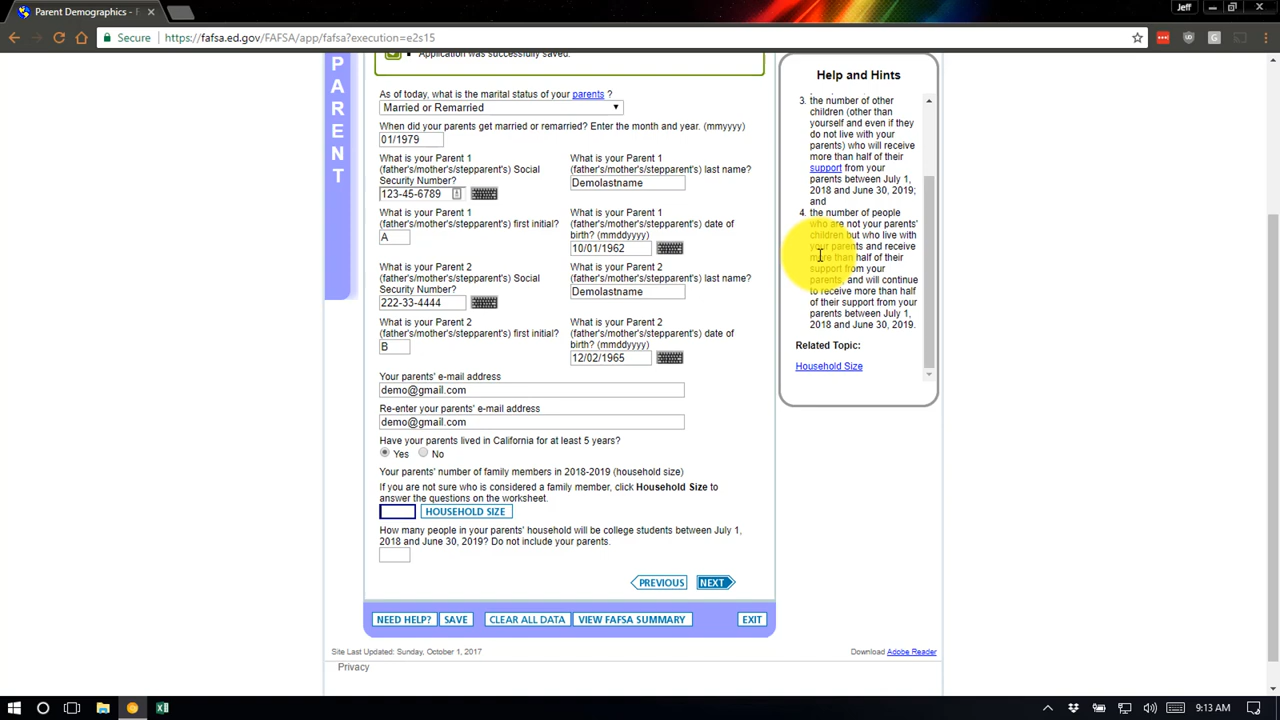 Parent Demographics - F
Jeff
Secure
https://fafsa.ed.gov/FAFSA/app/fafsa?execution=e2s15
PARENT
Application was successfully saved.
As of today, what is the marital status of your parents ?
Married or Remarried
When did your parents get married or remarried? Enter the month and year. (mmyyyy)
01/1979
What is your Parent 1
(father's/mother's/stepparent's) Social
Security Number?
123-45-6789
What is your Parent 1
(father's/mother's/stepparent's) last name?
Demolastname
What is your Parent 1
(father's/mother's/stepparent's) first initial?
A
What is your Parent 1
(father's/mother's/stepparent's) date of
birth? (mmddyyyy)
10/01/1962
What is your Parent 2
(father's/mother's/stepparent's) Social
Security Number?
222-33-4444
What is your Parent 2
(father's/mother's/stepparent's) last name?
Demolastname
What is your Parent 2
(father's/mother's/stepparent's) first initial?
B
What is your Parent 2
(father's/mother's/stepparent's) date of
birth? (mmddyyyy)
12/02/1965
Your parents' e-mail address
demo@gmail.com
Re-enter your parents' e-mail address
demo@gmail.com
Have your parents lived in California for at least 5 years?
Yes No
Your parents' number of family members in 2018-2019 (household size)
If you are not sure who is considered a family member, click Household Size to
answer the questions on the worksheet.
HOUSEHOLD SIZE
How many people in your parents' household will be college students between July 1,
2018 and June 30, 2019? Do not include your parents.
PREVIOUS NEXT
NEED HELP? SAVE CLEAR ALL DATA VIEW FAFSA SUMMARY EXIT
Help and Hints
3. the number of other
children (other than
yourself and even if they
do not live with your
parents) who will receive
more than half of their
support from your
parents between July 1,
2018 and June 30, 2019;
and
4. the number of people
who are not your parents'
children but who live with
your parents and receive
more than half of their
support from your
parents, and will continue
to receive more than half
of their support from your
parents between July 1,
2018 and June 30, 2019.
Related Topic:
Household Size
Site Last Updated: Sunday, October 1, 2017
Download Adobe Reader
Privacy
9:13 AM